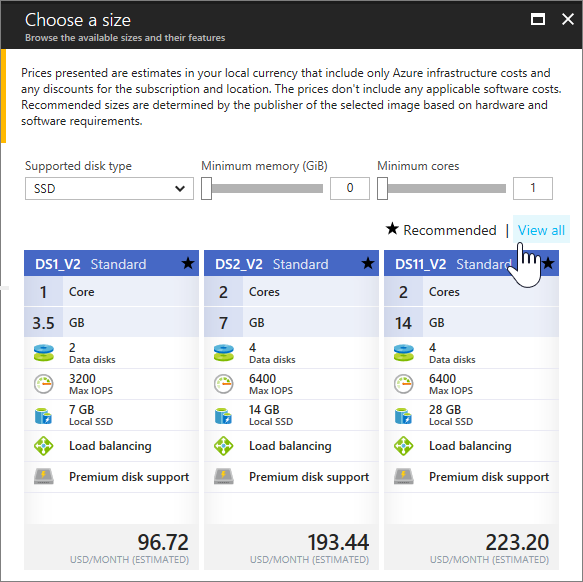 Choose a size
Browse the available sizes and their features
Prices presented are estimates in your local currency that include only Azure infrastructure costs and
any discounts for the subscription and location. The prices don't include any applicable software costs.
Recommended sizes are determined by the publisher of the selected image based on hardware and
software requirements.
Supported disk type
SSD
Minimum memory (GiB)
0
Minimum cores
1
★ Recommended | View all
DS1_V2 Standard ★
1 Core
3.5 GB
2
Data disks
3200
Max IOPS
7 GB
Local SSD
Load balancing
Premium disk support
96.72
USD/MONTH (ESTIMATED)
DS2_V2 Standard ★
2 Cores
7 GB
4
Data disks
6400
Max IOPS
14 GB
Local SSD
Load balancing
Premium disk support
193.44
USD/MONTH (ESTIMATED)
DS11_V2 Standard ★
2 Cores
14 GB
4
Data disks
6400
Max IOPS
28 GB
Local SSD
Load balancing
Premium disk support
223.20
USD/MONTH (ESTIMATED)